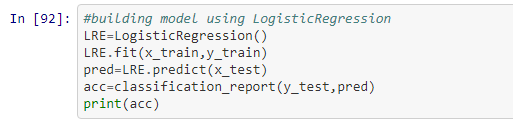 In [92]: #building model using LogisticRegression
LRE=LogisticRegression()
LRE.fit(x_train,y_train)
pred=LRE.predict(x_test)
acc=classification_report(y_test,pred)
print(acc)